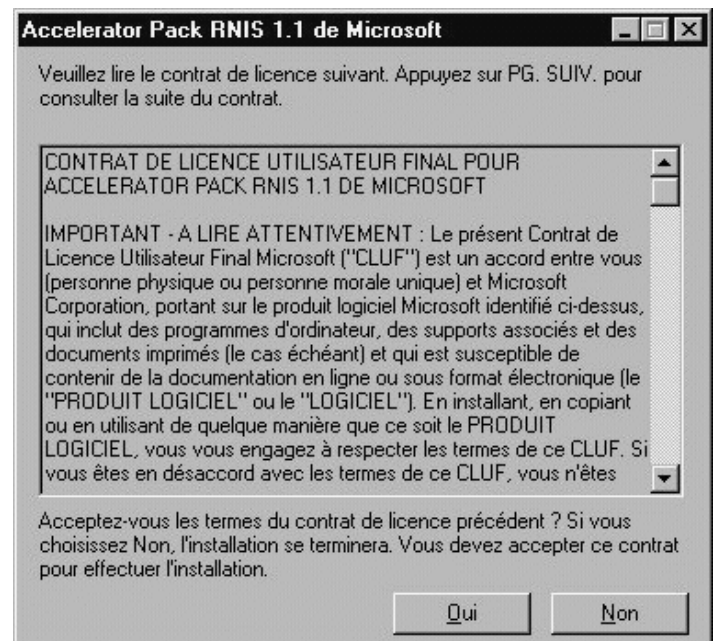 Accelerator Pack RNIS 1.1 de Microsoft
Veuillez lire le contrat de licence suivant. Appuyez sur PG. SUIV. pour
consulter la suite du contrat.
CONTRAT DE LICENCE UTILISATEUR FINAL POUR
ACCELERATOR PACK RNIS 1.1 DE MICROSOFT
IMPORTANT - A LIRE ATTENTIVEMENT : Le présent Contrat de
Licence Utilisateur Final Microsoft ("CLUF") est un accord entre vous
(personne physique ou personne morale unique) et Microsoft
Corporation, portant sur le produit logiciel Microsoft identifié ci-dessus,
qui inclut des programmes d'ordinateur, des supports associés et des
documents imprimés (le cas échéant) et qui est susceptible de
contenir de la documentation en ligne ou sous format électronique (le
"PRODUIT LOGICIEL" ou le "LOGICIEL"). En installant, en copiant
ou en utilisant de quelque manière que ce soit le PRODUIT
LOGICIEL, vous vous engagez à respecter les termes de ce CLUF. Si
vous êtes en désaccord avec les termes de ce CLUF, vous n'êtes
Acceptez-vous les termes du contrat de licence précédent ? Si vous
choisissez Non, l'installation se terminera. Vous devez accepter ce contrat
pour effectuer l'installation.
Oui Non